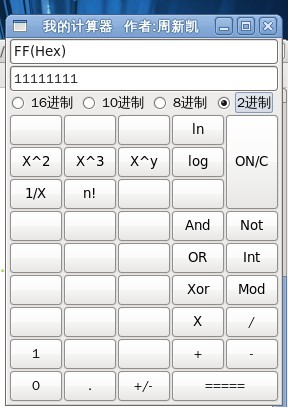 我的计算器 作者:周新凯
FF(Hex)
11111111
16进制 10进制 8进制 2进制
ln
X^2 X^3 X^y log ON/C
1/X n!
And Not
OR Int
Xor Mod
X /
1 + -
0 . +/- =====